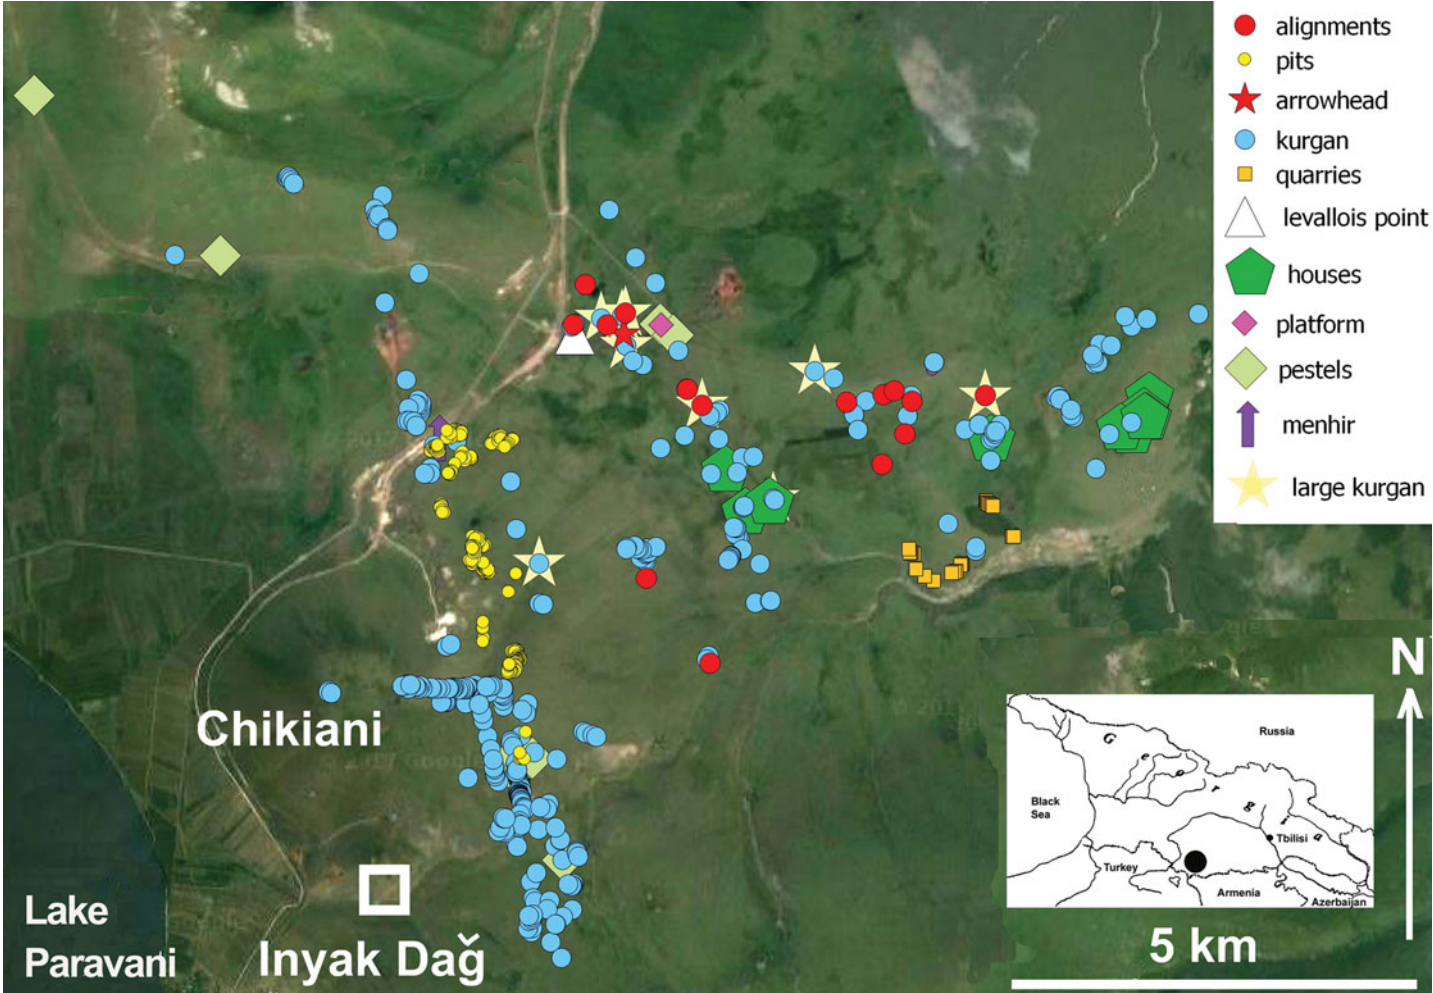 alignments
pits
arrowhead
kurgan
quarries
levallois point
houses
platform
pestels
menhir
large kurgan
N
Chikiani
Lake
Paravani
Inyak Dağ
Russia
G
e
o
r
g
i
a
Black
Sea
Tbilisi
Turkey
Armenia
Azerbaijan
5 km